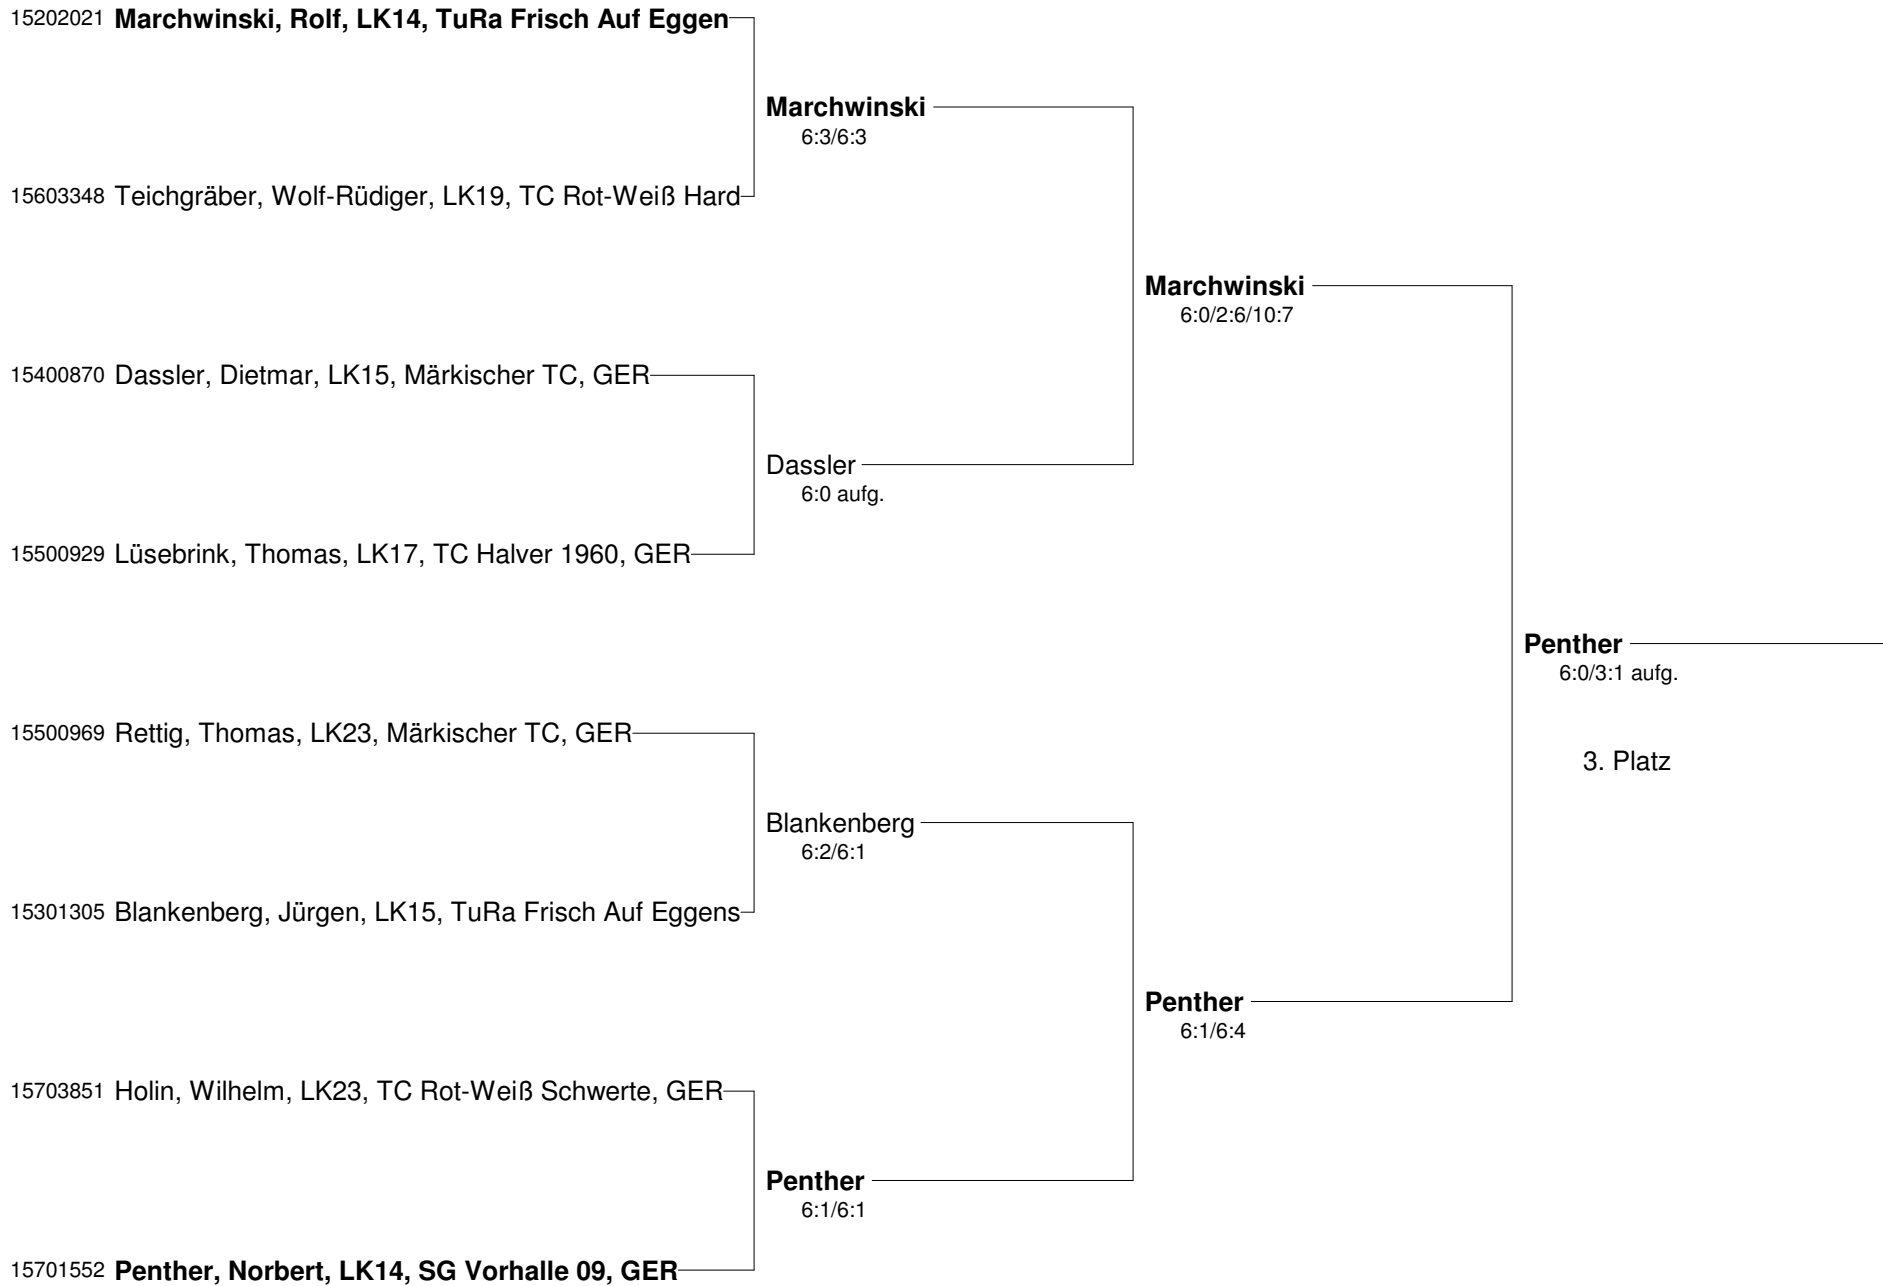 15202021 Marchwinski, Rolf, LK14, TuRa Frisch Auf Eggen
Marchwinski
6:3/6:3
15603348 Teichgräber, Wolf-Rüdiger, LK19, TC Rot-Weiß Hard
Marchwinski
6:0/2:6/10:7
15400870 Dassler, Dietmar, LK15, Märkischer TC, GER
Dassler
6:0 aufg.
15500929 Lüsebrink, Thomas, LK17, TC Halver 1960, GER
Penther
6:0/3:1 aufg.
15500969 Rettig, Thomas, LK23, Märkischer TC, GER
3. Platz
Blankenberg
6:2/6:1
15301305 Blankenberg, Jürgen, LK15, TuRa Frisch Auf Eggens
Penther
6:1/6:4
15703851 Holin, Wilhelm, LK23, TC Rot-Weiß Schwerte, GER
Penther
6:1/6:1
15701552 Penther, Norbert, LK14, SG Vorhalle 09, GER